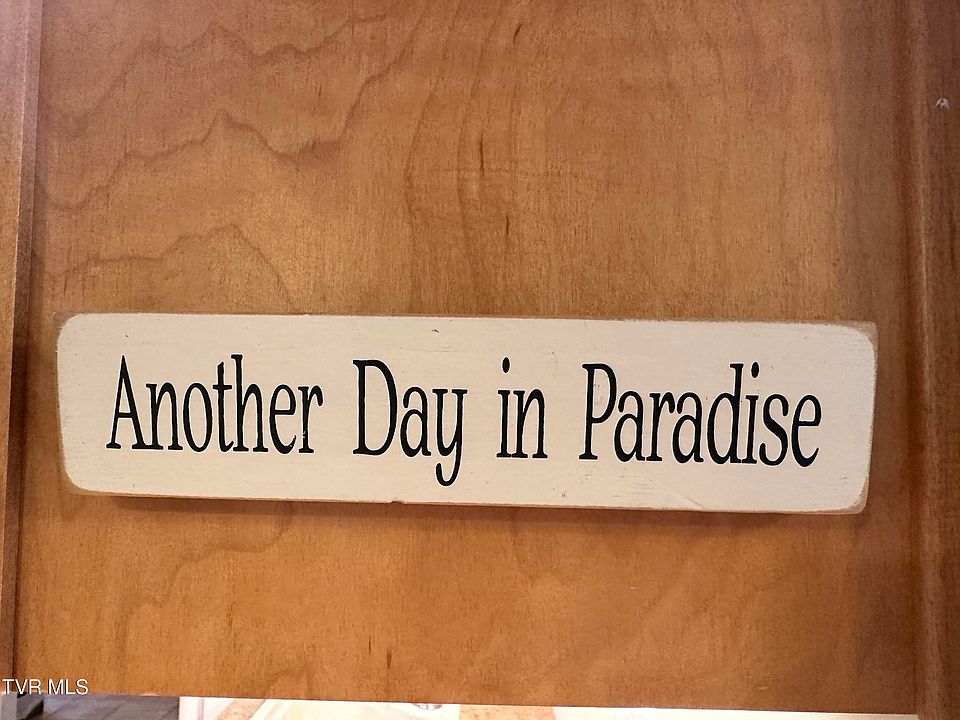 Another Day in Paradise
TVR MLS